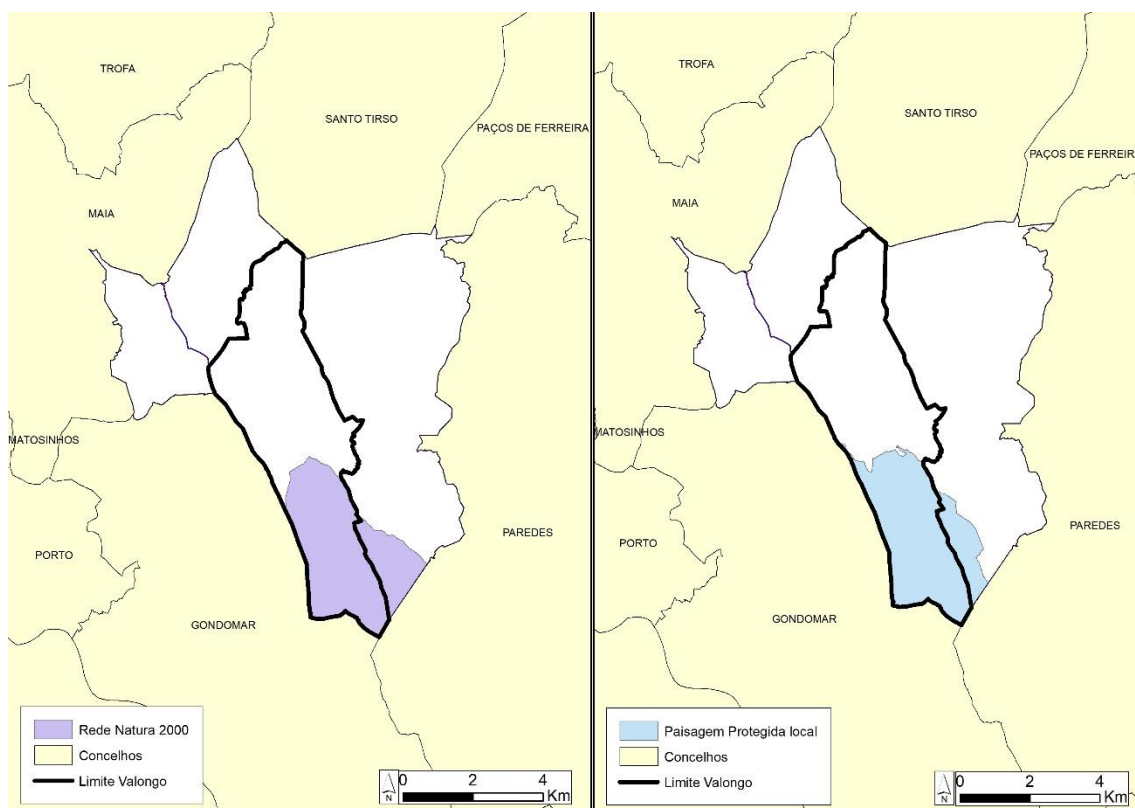 TROFA
SANTO TIRSO
PAÇOS DE FERREIRA
MAIA
MATOSINHOS
PORTO
PAREDES
GONDOMAR
Rede Natura 2000
Concelhos
Limite Valongo
N
0 2 4
Km
TROFA
SANTO TIRSO
PAÇOS DE FERREIRA
MAIA
MATOSINHOS
PORTO
PAREDES
GONDOMAR
Paisagem Protegida local
Concelhos
Limite Valongo
N
0 2 4
Km